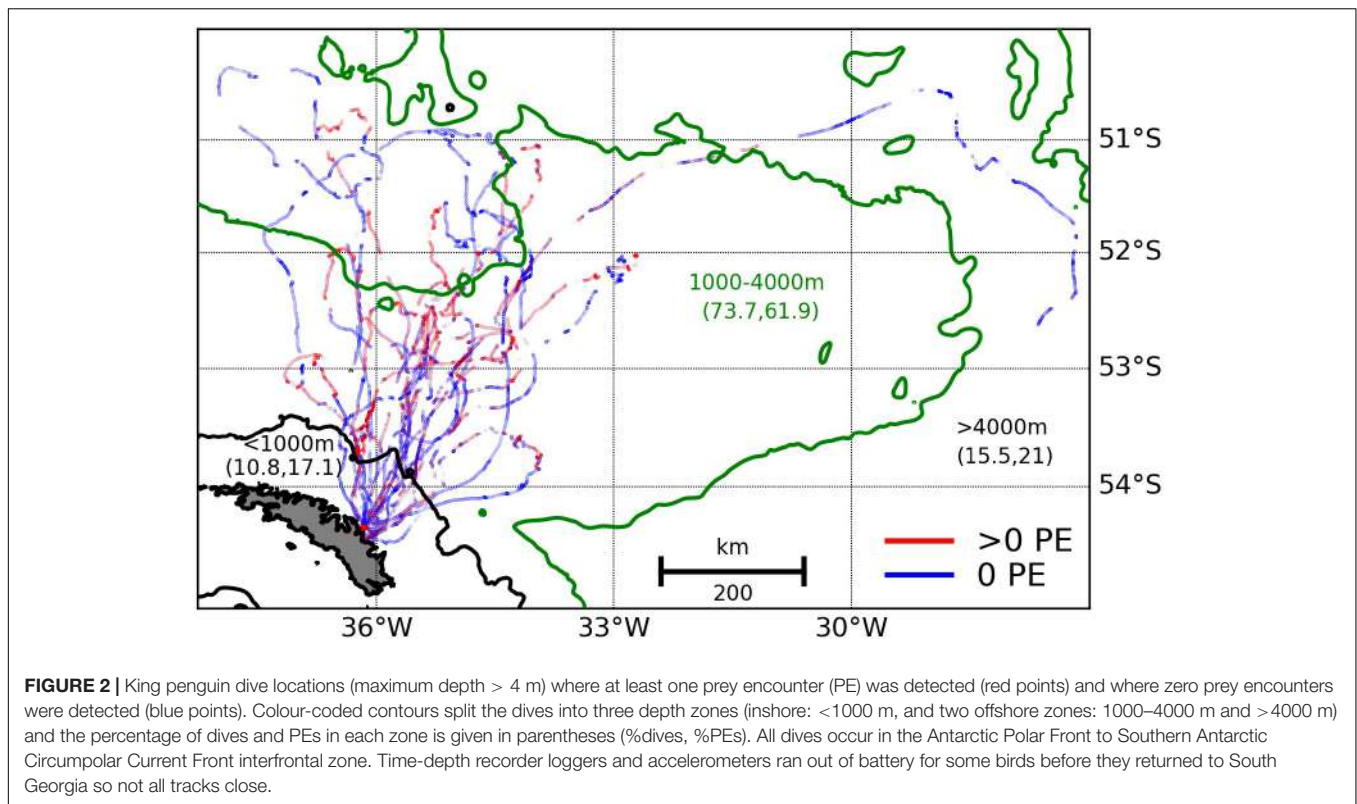 51°S
52°S
1000-4000m
(73.7,61.9)
53°S
<1000m
(10.8,17.1)
>4000m
(15.5,21)
54°S
km
200
>0 PE
0 PE
36°W
33°W
30°W
FIGURE 2 | King penguin dive locations (maximum depth > 4 m) where at least one prey encounter (PE) was detected (red points) and where zero prey encounters
were detected (blue points). Colour-coded contours split the dives into three depth zones (inshore: <1000 m, and two offshore zones: 1000–4000 m and >4000 m)
and the percentage of dives and PEs in each zone is given in parentheses (%dives, %PEs). All dives occur in the Antarctic Polar Front to Southern Antarctic
Circumpolar Current Front interfrontal zone. Time-depth recorder loggers and accelerometers ran out of battery for some birds before they returned to South
Georgia so not all tracks close.